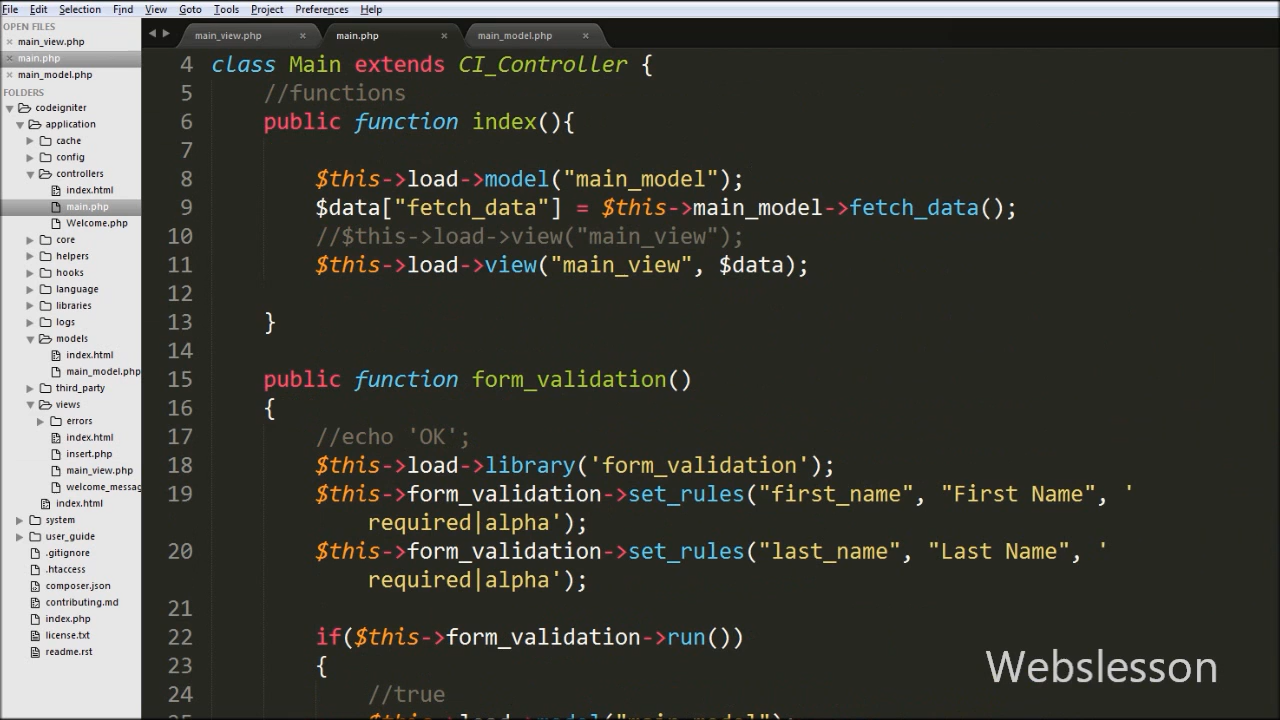 File Edit Selection Find View Goto Tools Project Preferences Help
OPEN FILES
main_view.php
main.php
main_model.php
FOLDERS
codeigniter
application
cache
config
controllers
index.html
main.php
Welcome.php
core
helpers
hooks
language
libraries
logs
models
index.html
main_model.php
third_party
views
errors
index.html
insert.php
main_view.php
welcome_messag
index.html
system
user_guide
.gitignore
.htaccess
composer.json
contributing.md
index.php
license.txt
readme.rst
main_view.php main.php main_model.php
4 class Main extends CI_Controller {
5 //functions
6 public function index(){
7
8 $this->load->model("main_model");
9 $data["fetch_data"] = $this->main_model->fetch_data();
10 //$this->load->view("main_view");
11 $this->load->view("main_view", $data);
12
13 }
14
15 public function form_validation()
16 {
17 //echo 'OK';
18 $this->load->library('form_validation');
19 $this->form_validation->set_rules("first_name", "First Name", '
required|alpha');
20 $this->form_validation->set_rules("last_name", "Last Name", '
required|alpha');
21
22 if($this->form_validation->run())
23 {
24 //true
25 $this->load->model("main_model");
Webslesson